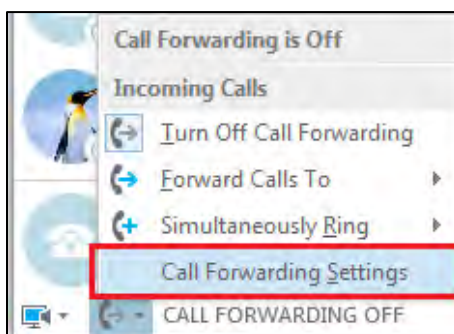 Call Forwarding is Off
Incoming Calls
Turn Off Call Forwarding
Forward Calls To
Simultaneously Ring
Call Forwarding Settings
CALL FORWARDING OFF